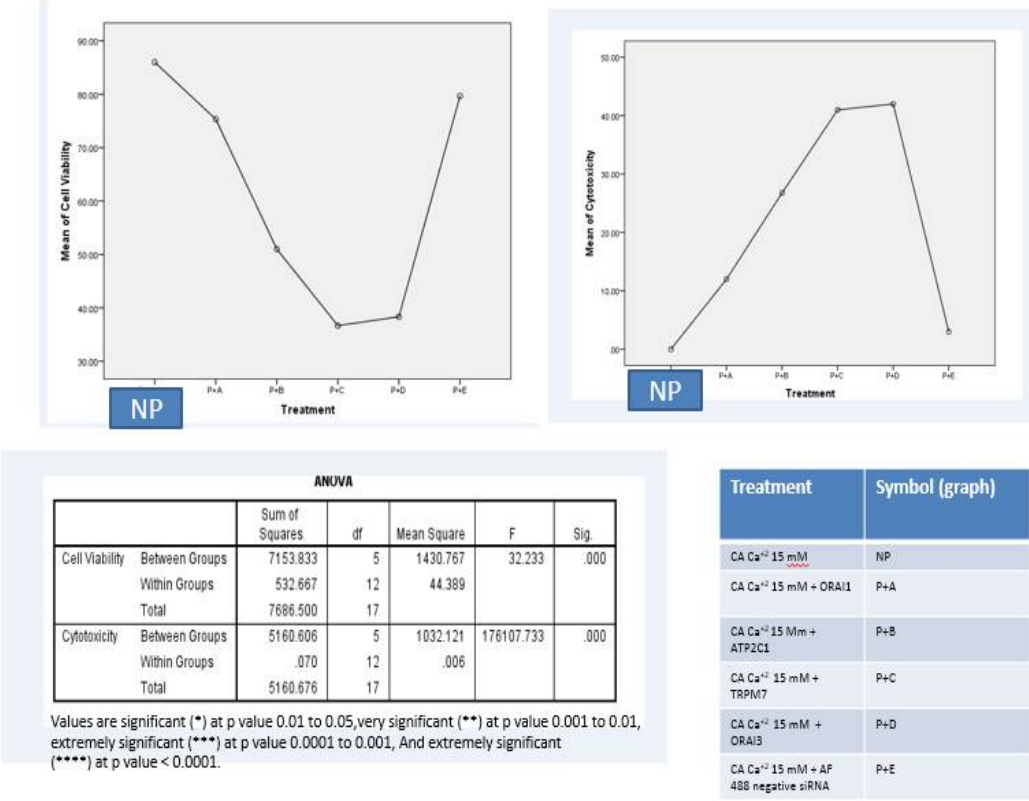 90.00
80.00
70.00
60.00
50.00
40.00
30.00
Mean of Cell Viability
P+A P+B P+C P+D P+E
NP
Treatment
50.00
40.00
30.00
20.00
10.00
.00
Mean of Cytotoxicity
P+A P+B P+C P+D P+E
NP
Treatment
ANOVA
Sum of Squares df Mean Square F Sig.
Cell Viability Between Groups 7153.833 5 1430.767 32.233 .000
Within Groups 532.667 12 44.389
Total 7686.500 17
Cytotoxicity Between Groups 5160.606 5 1032.121 176107.733 .000
Within Groups .070 12 .006
Total 5160.676 17
Values are significant (*) at p value 0.01 to 0.05,very significant (**) at p value 0.001 to 0.01,
extremely significant (***) at p value 0.0001 to 0.001, And extremely significant
(****) at p value < 0.0001.
Treatment Symbol (graph)
CA Ca⁺² 15 mM NP
CA Ca⁺² 15 mM + ORAI1 P+A
CA Ca⁺² 15 Mm + P+B
ATP2C1
CA Ca⁺² 15 mM + P+C
TRPM7
CA Ca⁺² 15 mM + P+D
ORAI3
CA Ca⁺² 15 mM + AF P+E
488 negative siRNA